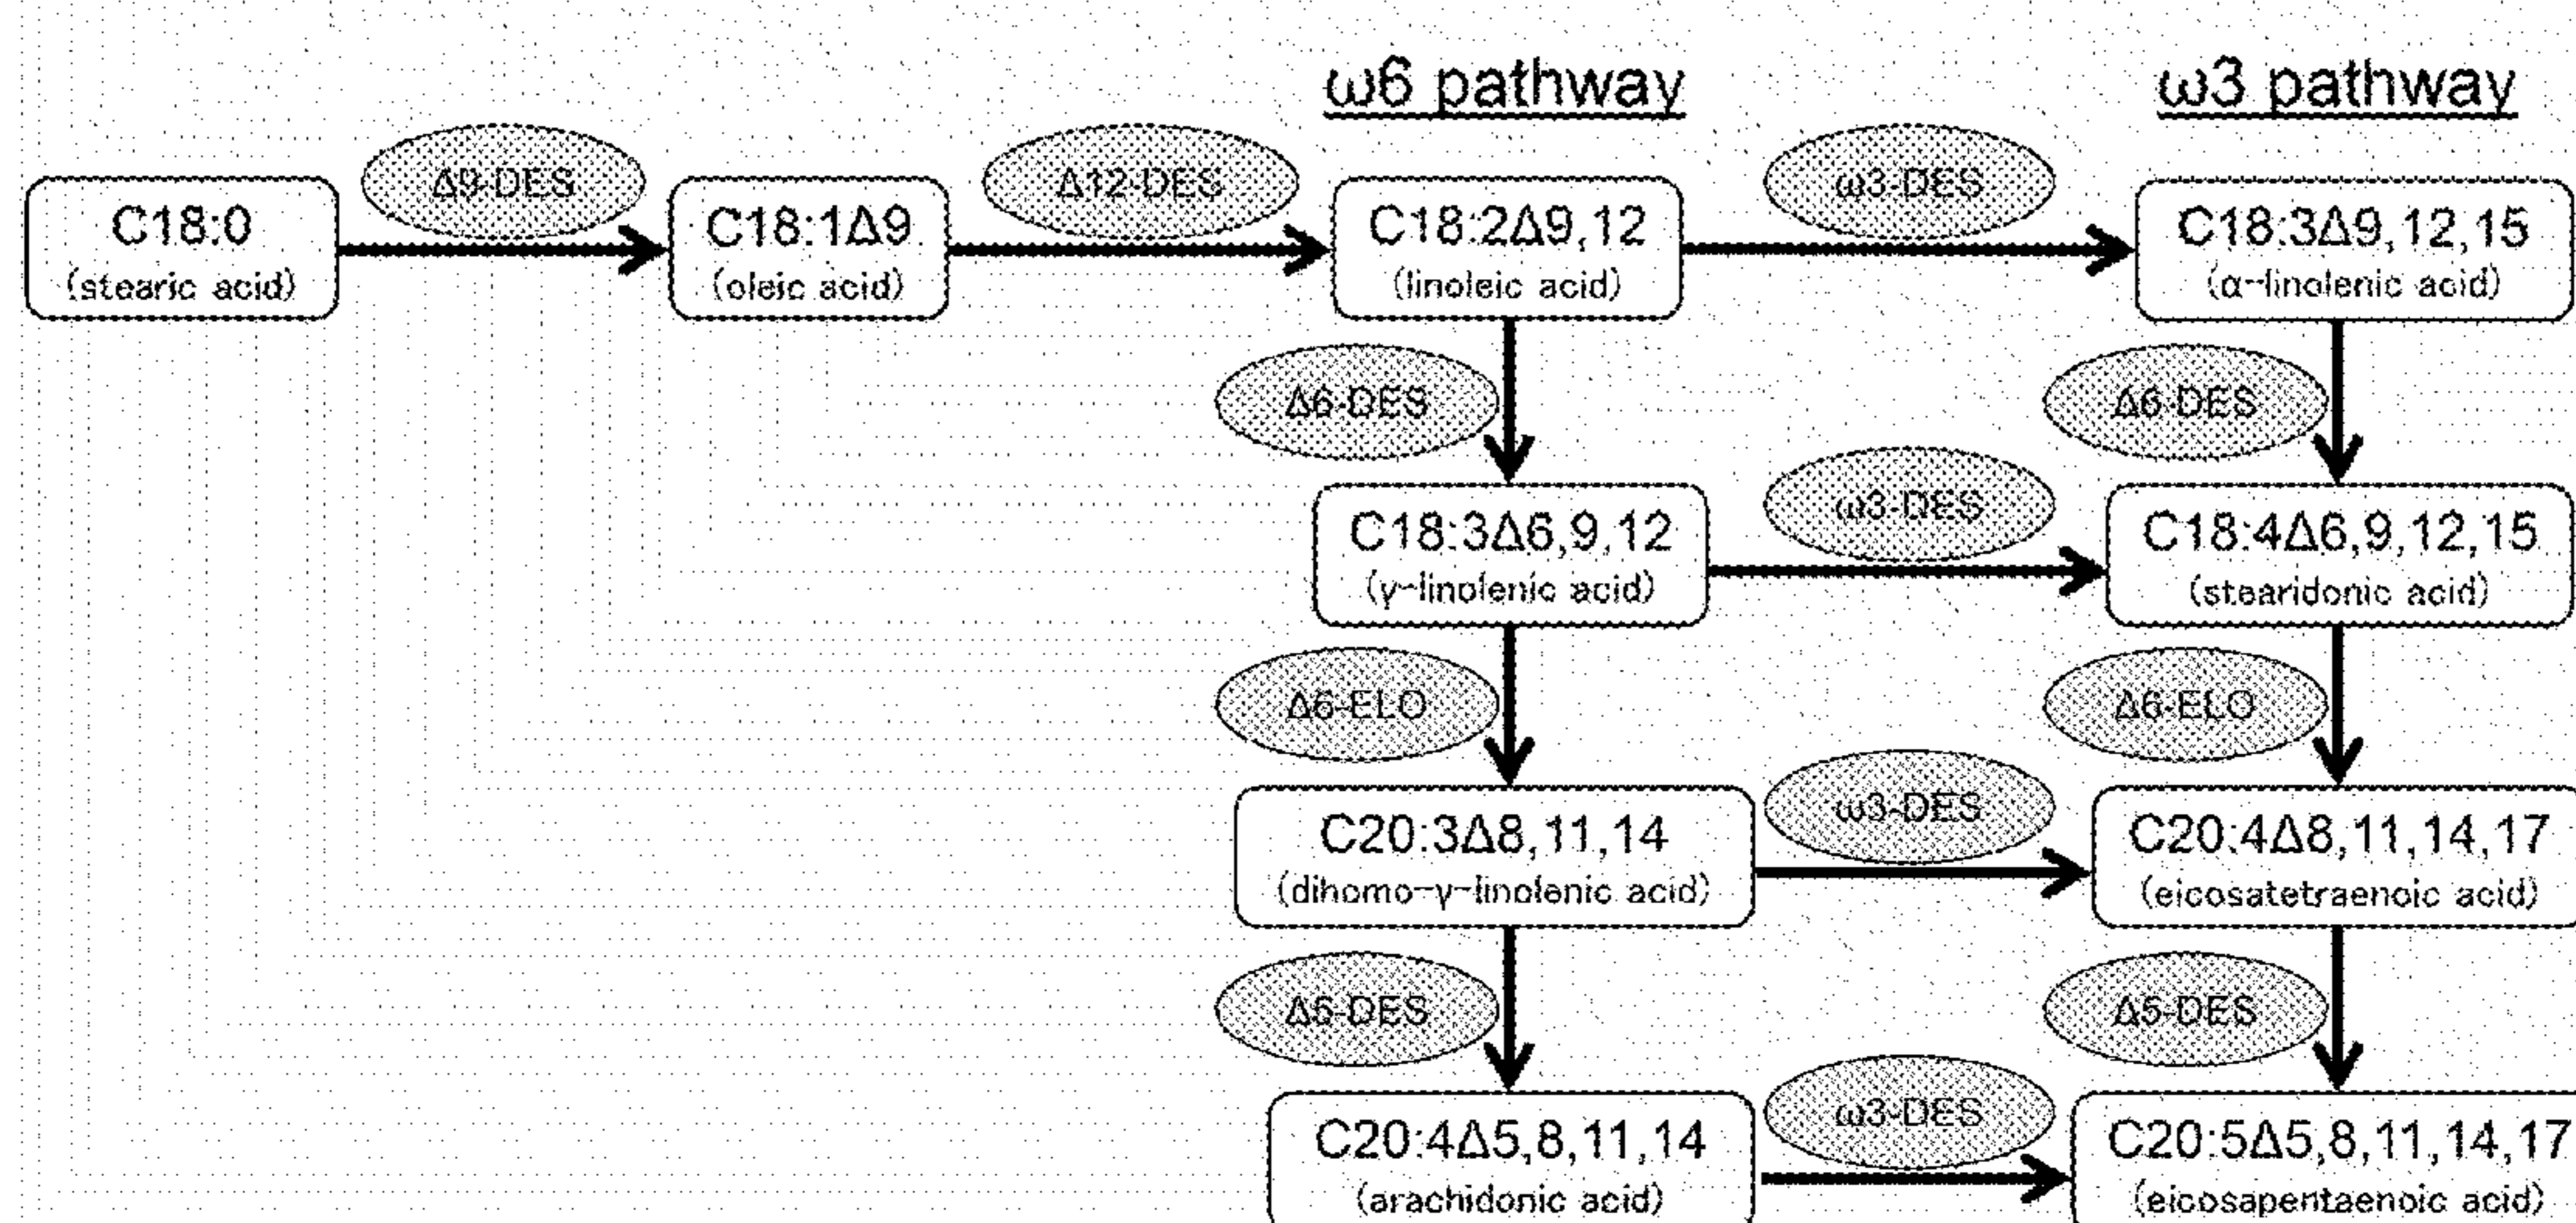 ω6 pathway
ω3 pathway
Δ9-DES
Δ12-DES
ω3-DES
C18:0
(stearic acid)
C18:1Δ9
(oleic acid)
C18:2Δ9,12
(linoleic acid)
C18:3Δ9,12,15
(α-linolenic acid)
Δ6-DES
Δ6-DES
ω3-DES
C18:3Δ6,9,12
(γ-linolenic acid)
C18:4Δ6,9,12,15
(stearidonic acid)
Δ6-ELO
Δ6-ELO
ω3-DES
C20:3Δ8,11,14
(dihomo-γ-linolenic acid)
C20:4Δ8,11,14,17
(eicosatetraenoic acid)
Δ5-DES
Δ5-DES
ω3-DES
C20:4Δ5,8,11,14
(arachidonic acid)
C20:5Δ5,8,11,14,17
(eicosapentaenoic acid)